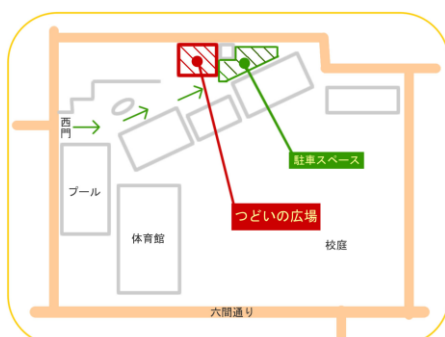 西門
駐車スペース
プール
つどいの広場
体育館
校庭
六間通り